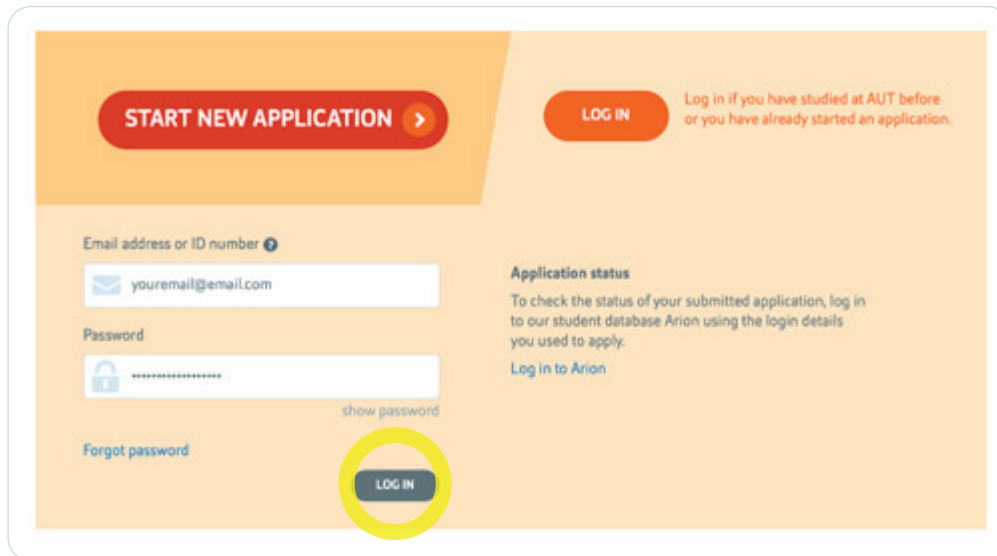 START NEW APPLICATION
LOG IN
Log in if you have studied at AUT before
or you have already started an application.
Email address or ID number ?
youremail@email.com
Password
••••••••••••••••••
show password
Forgot password
LOG IN
Application status
To check the status of your submitted application, log in
to our student database Arion using the login details
you used to apply.
Log in to Arion